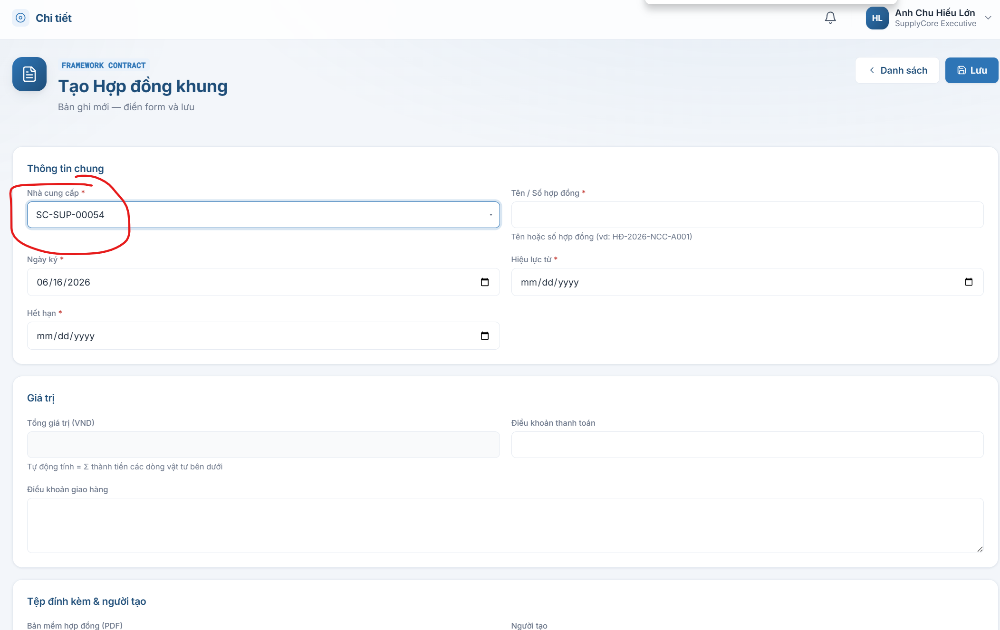 Chi tiết
HL
Anh Chu Hiếu Lớn
SupplyCore Executive
FRAMEWORK CONTRACT
Tạo Hợp đồng khung
Bản ghi mới — điền form và lưu
Danh sách
Lưu
Thông tin chung
Nhà cung cấp *
SC-SUP-00054
Tên / Số hợp đồng *
Tên hoặc số hợp đồng (vd: HĐ-2026-NCC-A001)
Ngày ký *
06/16/2026
Hiệu lực từ *
mm/dd/yyyy
Hết hạn *
mm/dd/yyyy
Giá trị
Tổng giá trị (VND)
Tự động tính = Σ thành tiền các dòng vật tư bên dưới
Điều khoản thanh toán
Điều khoản giao hàng
Tệp đính kèm & người tạo
Bản mềm hợp đồng (PDF)
Người tạo